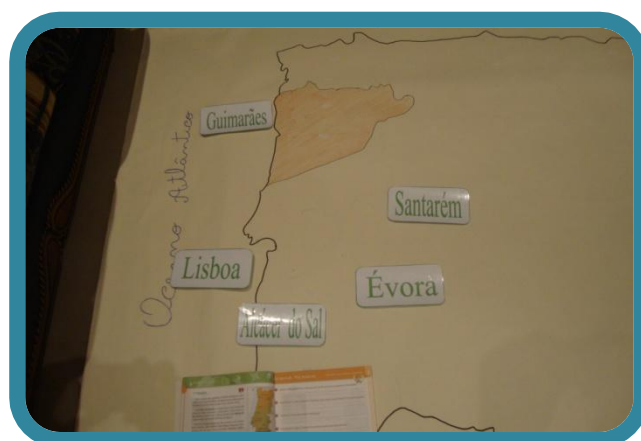 Guimarães
Oceano Atlântico
Santarém
Lisboa
Évora
Alcácer do Sal